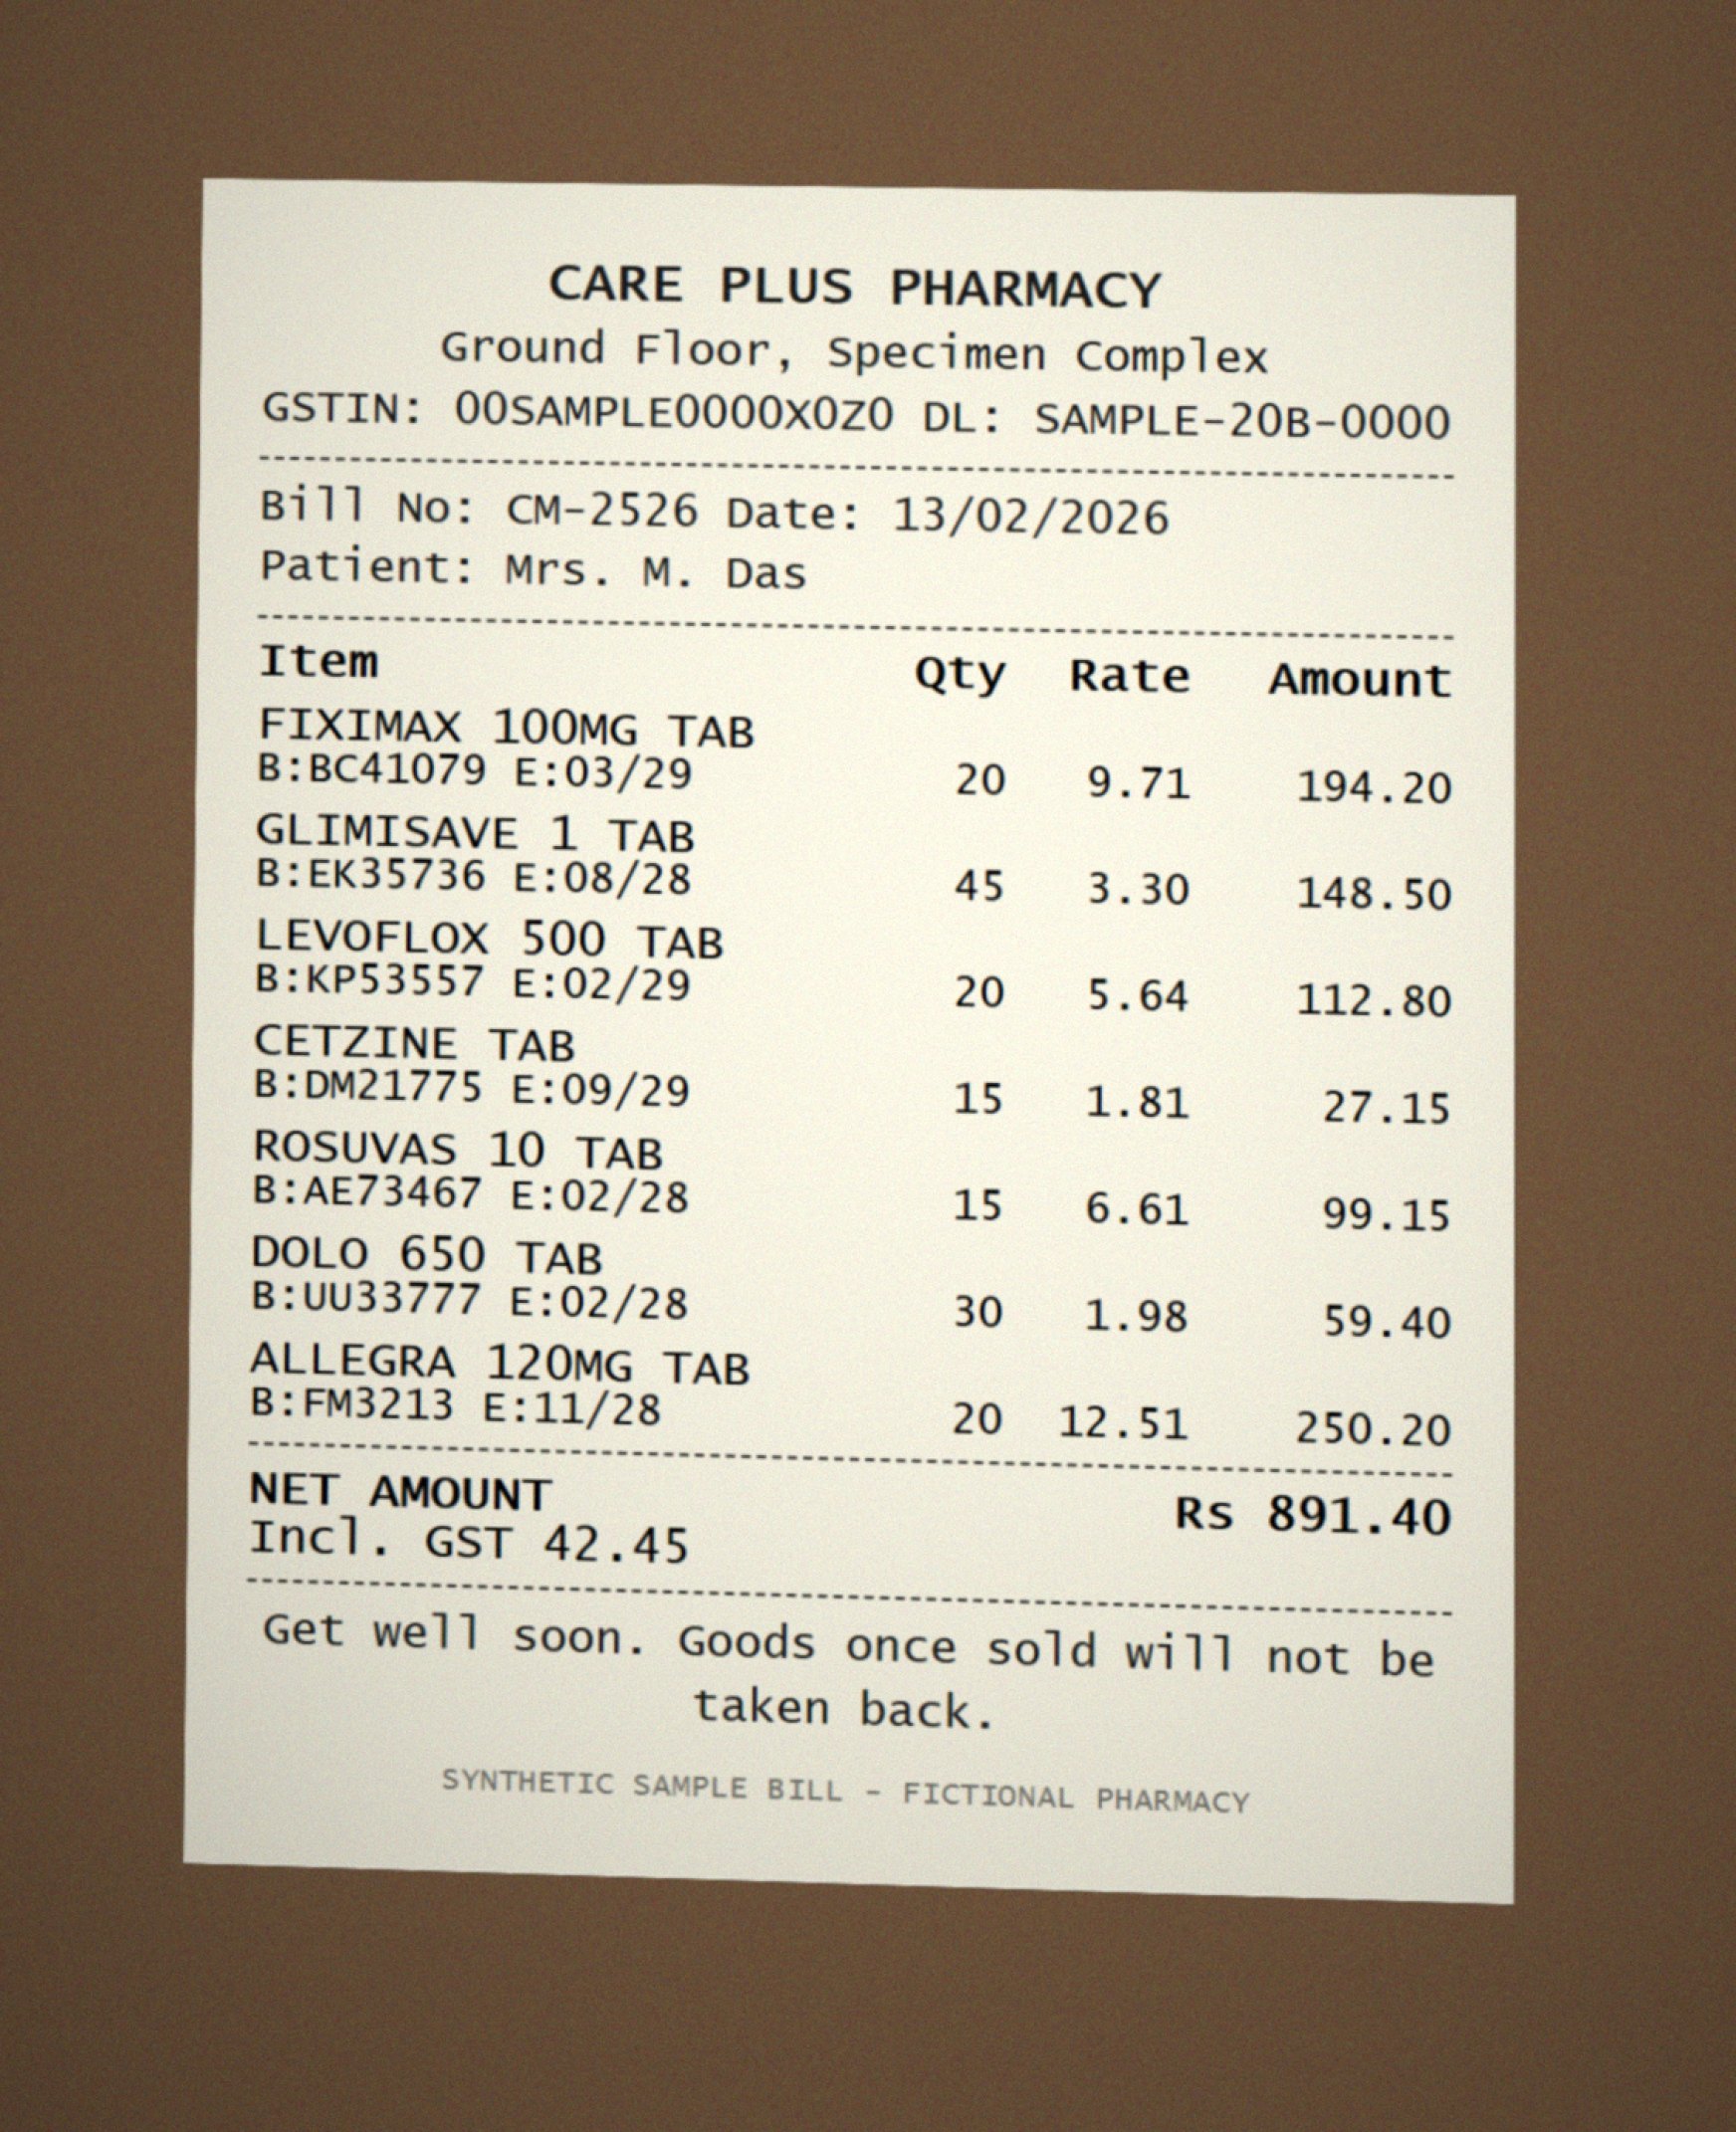 CARE PLUS PHARMACY
Ground Floor, Specimen Complex
GSTIN: 00SAMPLE0000X0Z0 DL: SAMPLE-20B-0000
Bill No: CM-2526 Date: 13/02/2026
Patient: Mrs. M. Das
Item Qty Rate Amount
FIXIMAX 100MG TAB
B:BC41079 E:03/29 20 9.71 194.20
GLIMISAVE 1 TAB
B:EK35736 E:08/28 45 3.30 148.50
LEVOFLOX 500 TAB
B:KP53557 E:02/29 20 5.64 112.80
CETZINE TAB
B:DM21775 E:09/29 15 1.81 27.15
ROSUVAS 10 TAB
B:AE73467 E:02/28 15 6.61 99.15
DOLO 650 TAB
B:UU33777 E:02/28 30 1.98 59.40
ALLEGRA 120MG TAB
B:FM3213 E:11/28 20 12.51 250.20
NET AMOUNT Rs 891.40
Incl. GST 42.45
Get well soon. Goods once sold will not be
taken back.
SYNTHETIC SAMPLE BILL - FICTIONAL PHARMACY